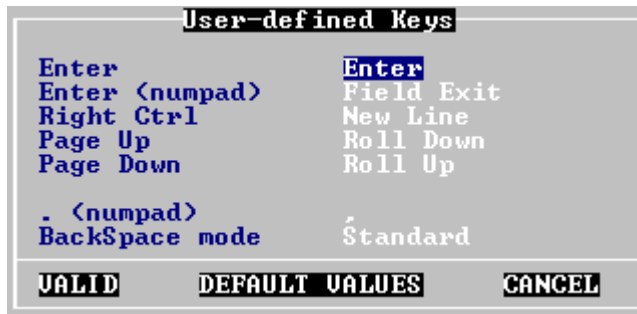 User-defined Keys
Enter Enter
Enter (numpad) Field Exit
Right Ctrl New Line
Page Up Roll Down
Page Down Roll Up
. (numpad) ,
BackSpace mode Standard
VALID DEFAULT VALUES CANCEL